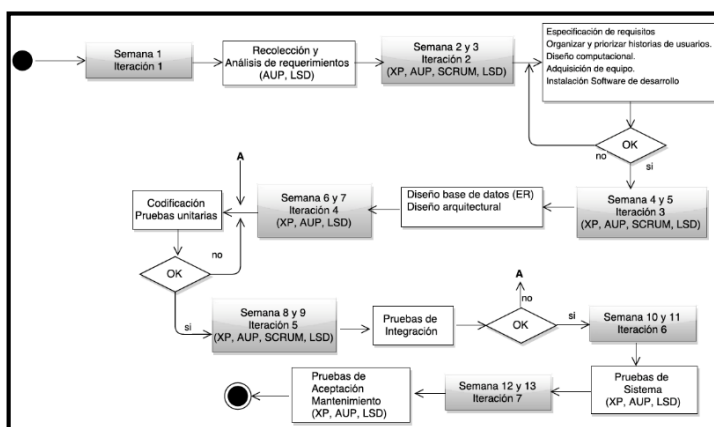 Semana 1
Iteración 1
Recolección y
Análisis de requerimientos
(AUP, LSD)
Semana 2 y 3
Iteración 2
(XP, AUP, SCRUM, LSD)
Especificación de requisitos
Organizar y priorizar historias de usuarios.
Diseño computacional.
Adquisición de equipo.
Instalación Software de desarrollo
OK
no
si
A
Codificación
Pruebas unitarias
Semana 6 y 7
Iteración 4
(XP, AUP, LSD)
Diseño base de datos (ER)
Diseño arquitectural
Semana 4 y 5
Iteración 3
(XP, AUP, SCRUM, LSD)
OK
no
si
Semana 8 y 9
Iteración 5
(XP, AUP, SCRUM, LSD)
Pruebas de
Integración
A
no
OK
si
Semana 10 y 11
Iteración 6
Pruebas de
Aceptación
Mantenimiento
(XP, AUP, LSD)
Semana 12 y 13
Iteración 7
Pruebas de
Sistema
(XP, AUP, LSD)